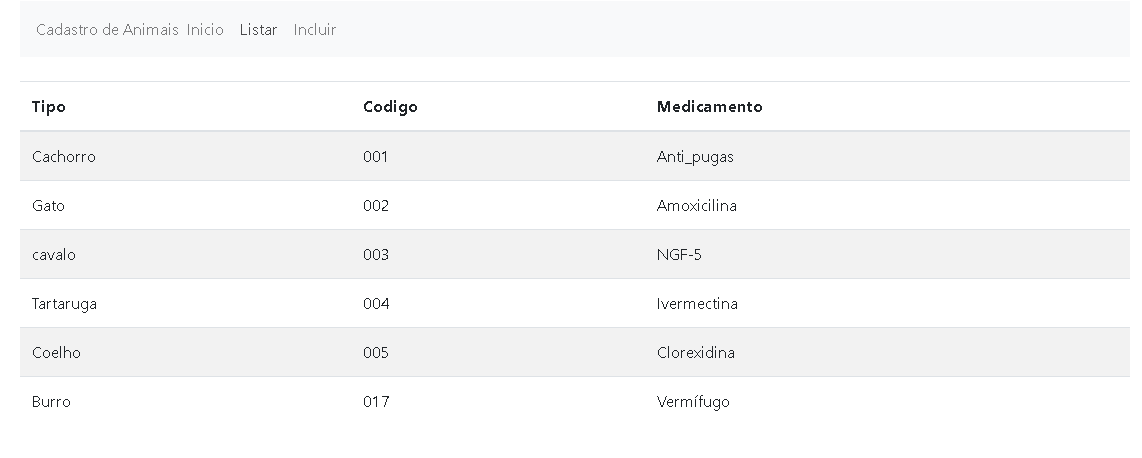 Cadastro de Animais Inicio Listar Incluir
Tipo Codigo Medicamento
Cachorro 001 Anti_pugas
Gato 002 Amoxicilina
cavalo 003 NGF-5
Tartaruga 004 Ivermectina
Coelho 005 Clorexidina
Burro 017 Vermífugo